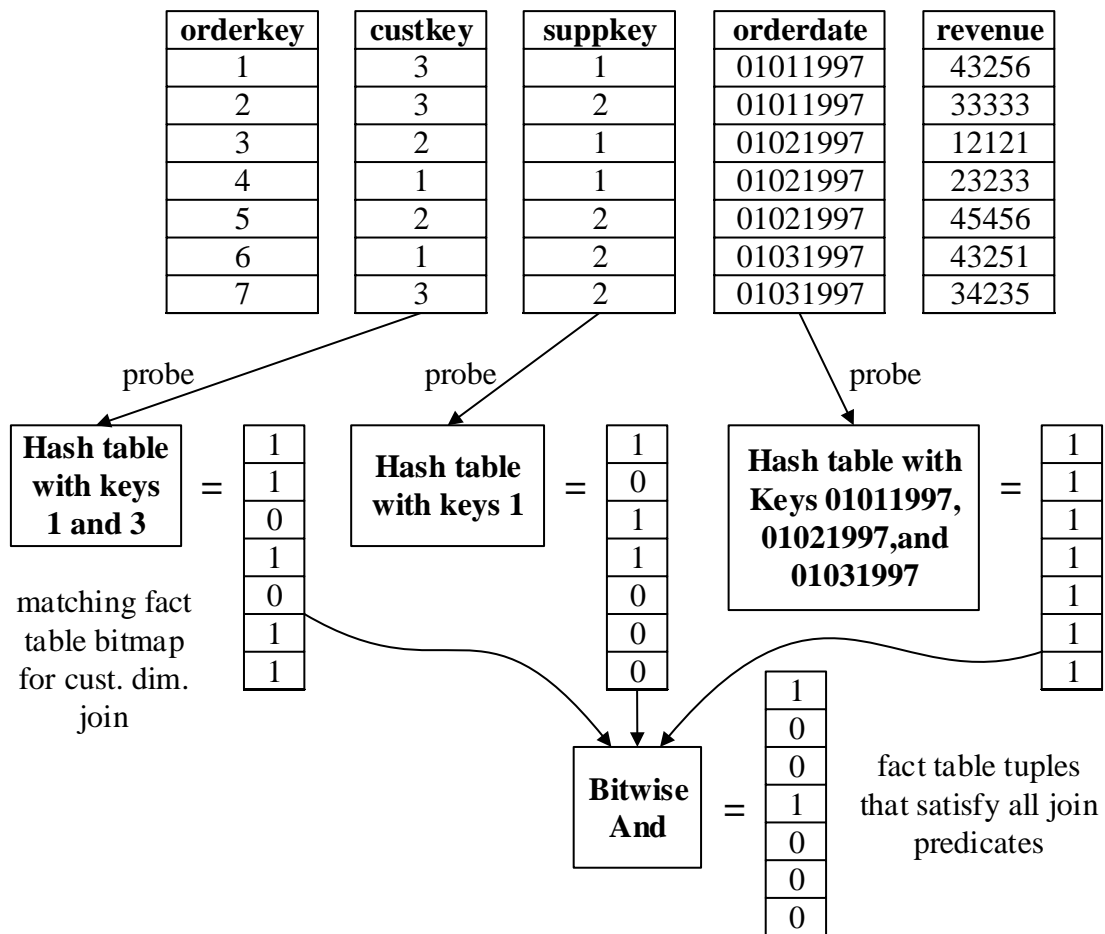 orderkey custkey suppkey orderdate revenue
1 3 1 01011997 43256
2 3 2 01011997 33333
3 2 1 01021997 12121
4 1 1 01021997 23233
5 2 2 01021997 45456
6 1 2 01031997 43251
7 3 2 01031997 34235
probe probe probe
Hash table
with keys
1 and 3
=
1
1
0
1
0
1
1
matching fact
table bitmap
for cust. dim.
join
Hash table
with keys 1
=
1
0
1
1
0
0
0
Hash table with
Keys 01011997,
01021997,and
01031997
=
1
1
1
1
1
1
1
Bitwise
And
=
1
0
0
1
0
0
0
fact table tuples
that satisfy all join
predicates